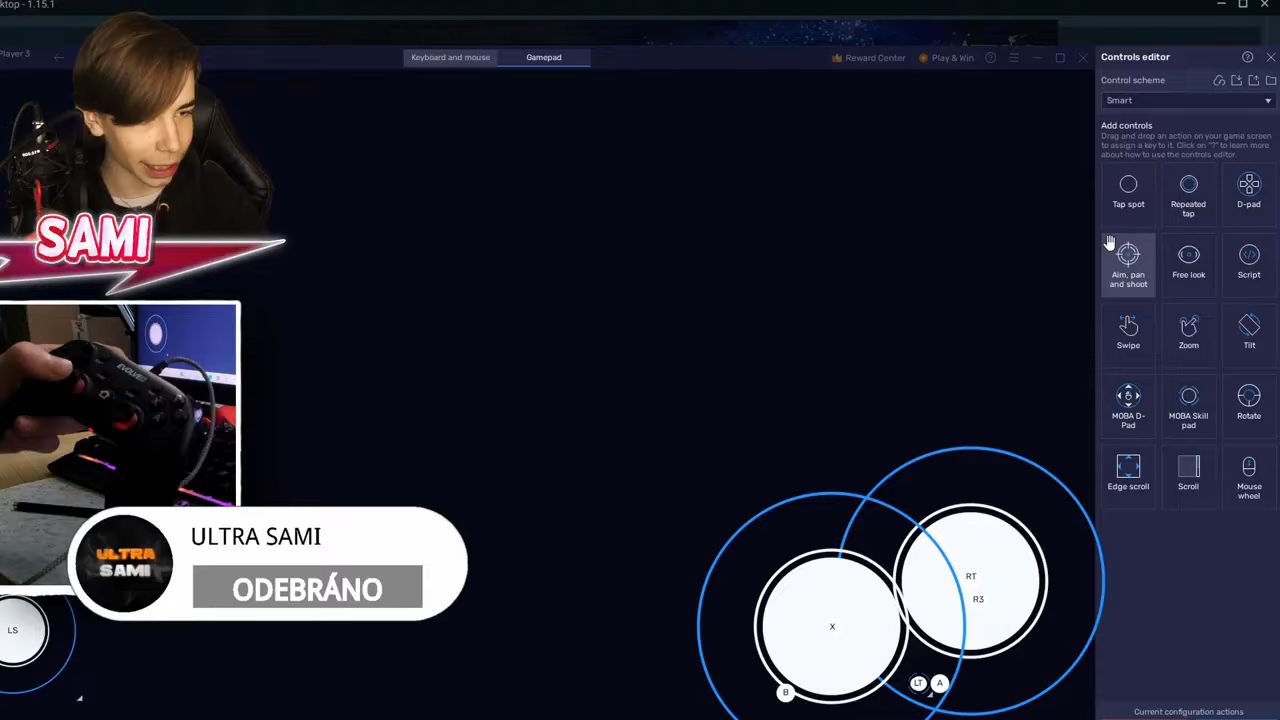 ktop - 1.15.1
Player 3
Keyboard and mouse
Gamepad
Reward Center
Play & Win
Controls editor
Control scheme
Smart
Add controls
Drag and drop an action on your game screen
to assign a key to it. Click on "?" to learn more
about how to use the controls editor.
Tap spot
Repeated
tap
D-pad
Aim, pan
and shoot
Free look
Script
Swipe
Zoom
Tilt
MOBA D-
Pad
MOBA Skill
pad
Rotate
Edge scroll
Scroll
Mouse
wheel
Current configuration actions
SAMI
EVOLVEO
ULTRA
SAMI
ULTRA SAMI
ODEBRÁNO
LS
X
B
RT
R3
LT
A